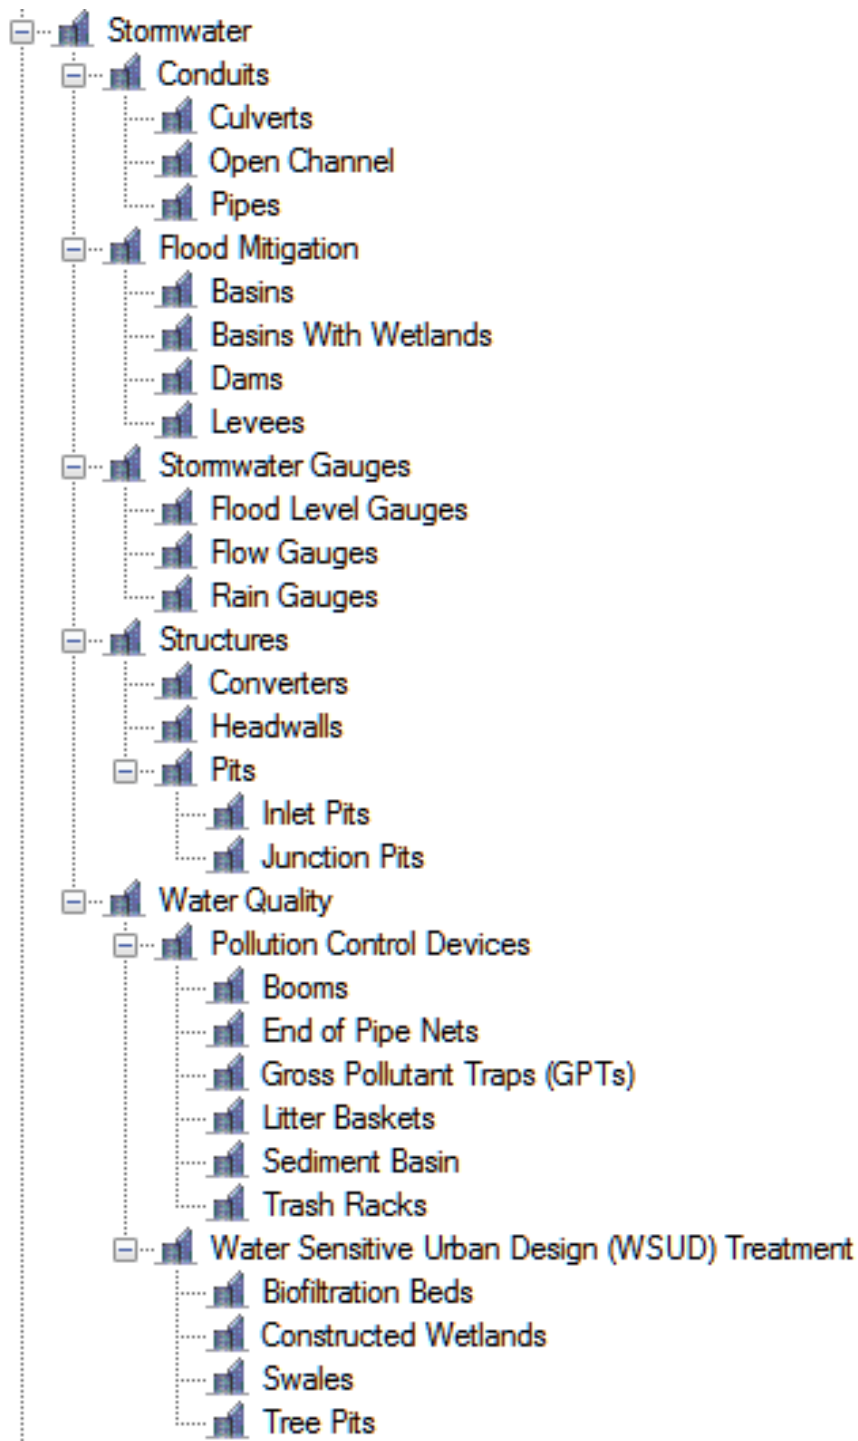 Stormwater
Conduits
Culverts
Open Channel
Pipes
Flood Mitigation
Basins
Basins With Wetlands
Dams
Levees
Stormwater Gauges
Flood Level Gauges
Flow Gauges
Rain Gauges
Structures
Converters
Headwalls
Pits
Inlet Pits
Junction Pits
Water Quality
Pollution Control Devices
Booms
End of Pipe Nets
Gross Pollutant Traps (GPTs)
Litter Baskets
Sediment Basin
Trash Racks
Water Sensitive Urban Design (WSUD) Treatment
Biofiltration Beds
Constructed Wetlands
Swales
Tree Pits